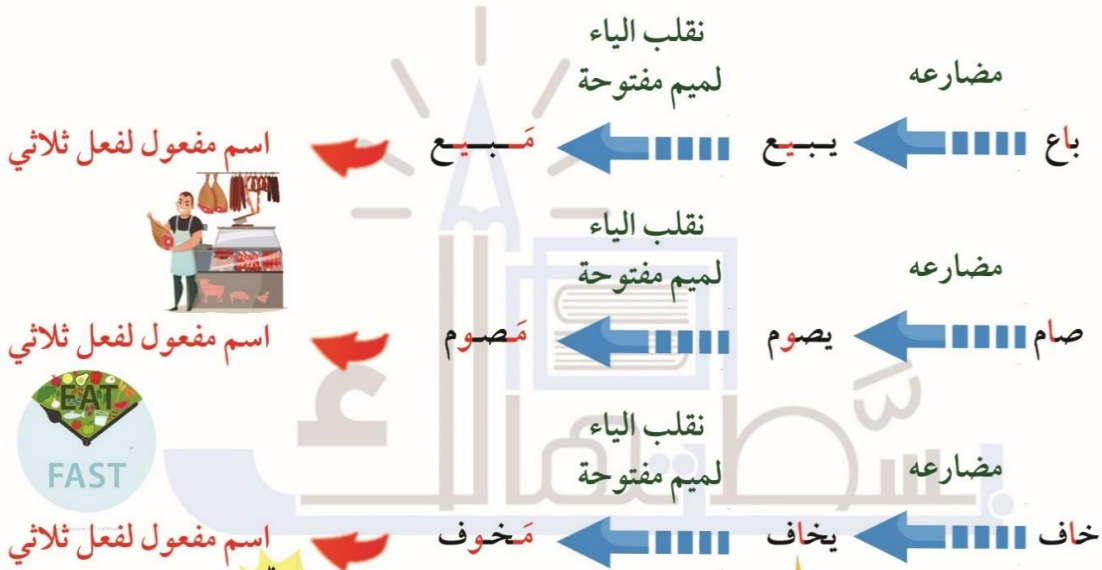 نقلب الياء
مضارعه لميم مفتوحة
باع يبيع مَبيع اسم مفعول لفعل ثلاثي
نقلب الياء
مضارعه لميم مفتوحة
صام يصوم مَصوم اسم مفعول لفعل ثلاثي
EAT
FAST
نقلب الياء
مضارعه لميم مفتوحة
خاف يخاف مَخوف اسم مفعول لفعل ثلاثي
بسّطتهالك